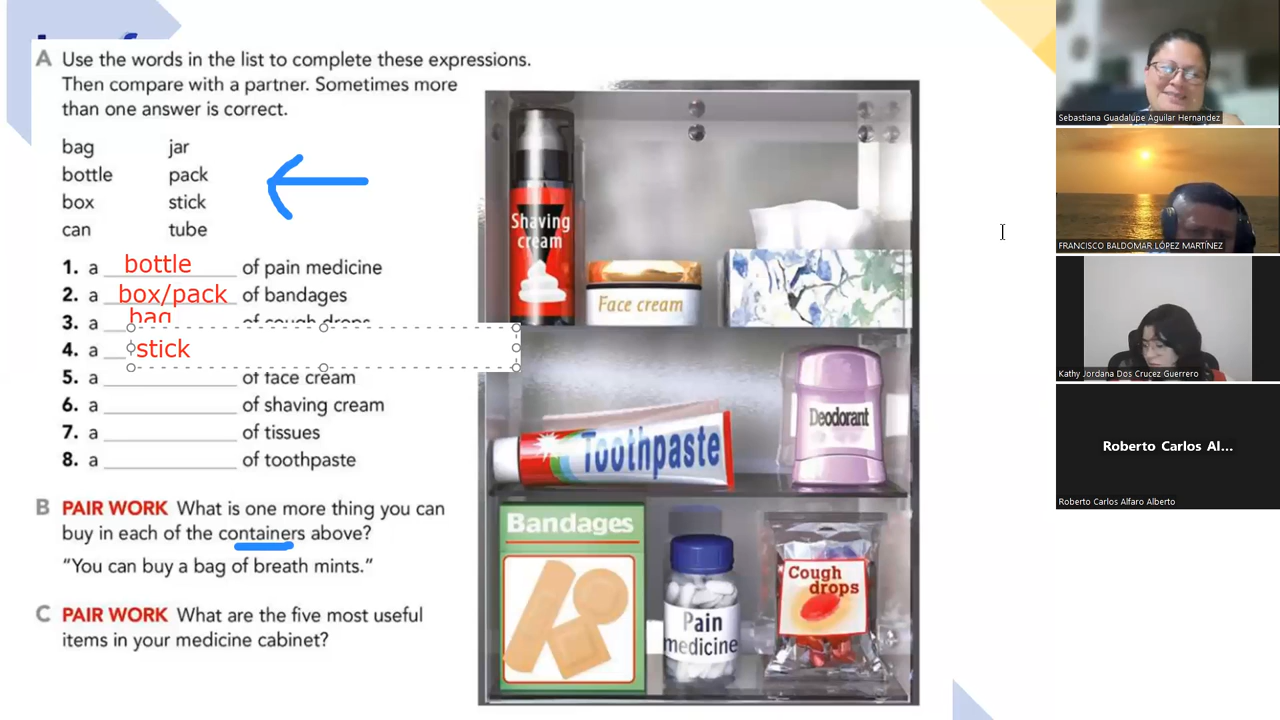 A Use the words in the list to complete these expressions.
Then compare with a partner. Sometimes more
than one answer is correct.
bag jar
bottle pack
box stick
can tube
1. a bottle of pain medicine
2. a box/pack of bandages
3. a bag of cough drops
4. a stick
5. a of face cream
6. a of shaving cream
7. a of tissues
8. a of toothpaste
B PAIR WORK What is one more thing you can
buy in each of the containers above?
“You can buy a bag of breath mints.”
C PAIR WORK What are the five most useful
items in your medicine cabinet?
Shaving
cream
Face cream
Toothpaste
Deodorant
Bandages
Pain
medicine
Cough
drops
Sebastiana Guadalupe Aguilar Hernandez
FRANCISCO BALDOMAR LÓPEZ MARTÍNEZ
Kathy Jordana Dos Crucez Guerrero
Roberto Carlos Al...
Roberto Carlos Alfaro Alberto